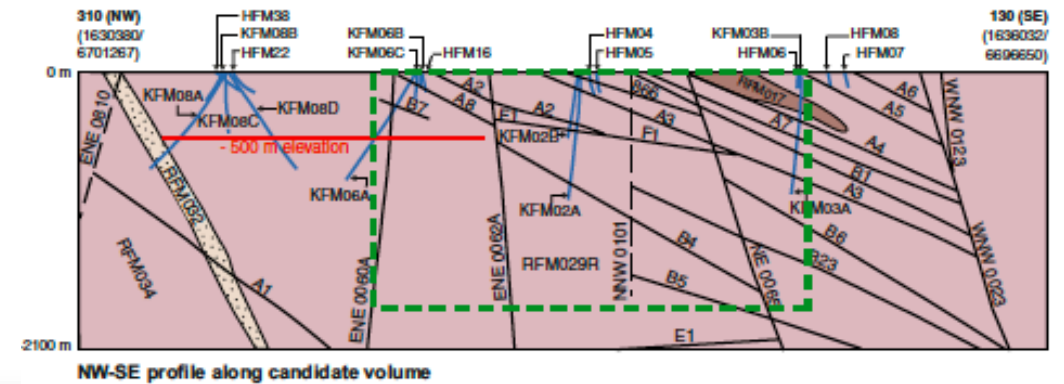 310 (NW)
(1630380/
6701267)
HFM38
KFM08B
HFM22
KFM06B
KFM06C
HFM16
HFM04
HFM05
KFM03B
HFM06
HFM08
HFM07
130 (SE)
(1636032/
6696650)
0 m
ENE 0810
KFM08A
KFM08C
KFM08D
- 500 m elevation
B7
A8
A2
F1
A2
KFM02B
F1
A3
866
RFM017
A7
A4
A5
A6
WNW 0123
B1
A3
KFM06A
KFM02A
KFM03A
RFM032
RFM034
A1
ENE 0060A
ENE 0062A
RFM029R
NNW 0101
B4
B5
NE 0065
B23
B6
WNW 0023
E1
-2100 m
NW-SE profile along candidate volume